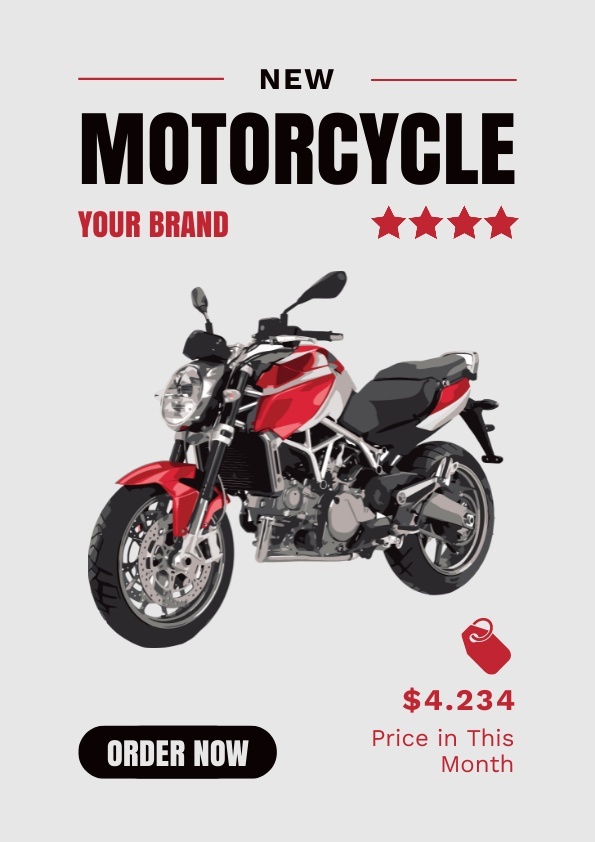 NEW
MOTORCYCLE
YOUR BRAND
$4.234
Price in This
Month
ORDER NOW